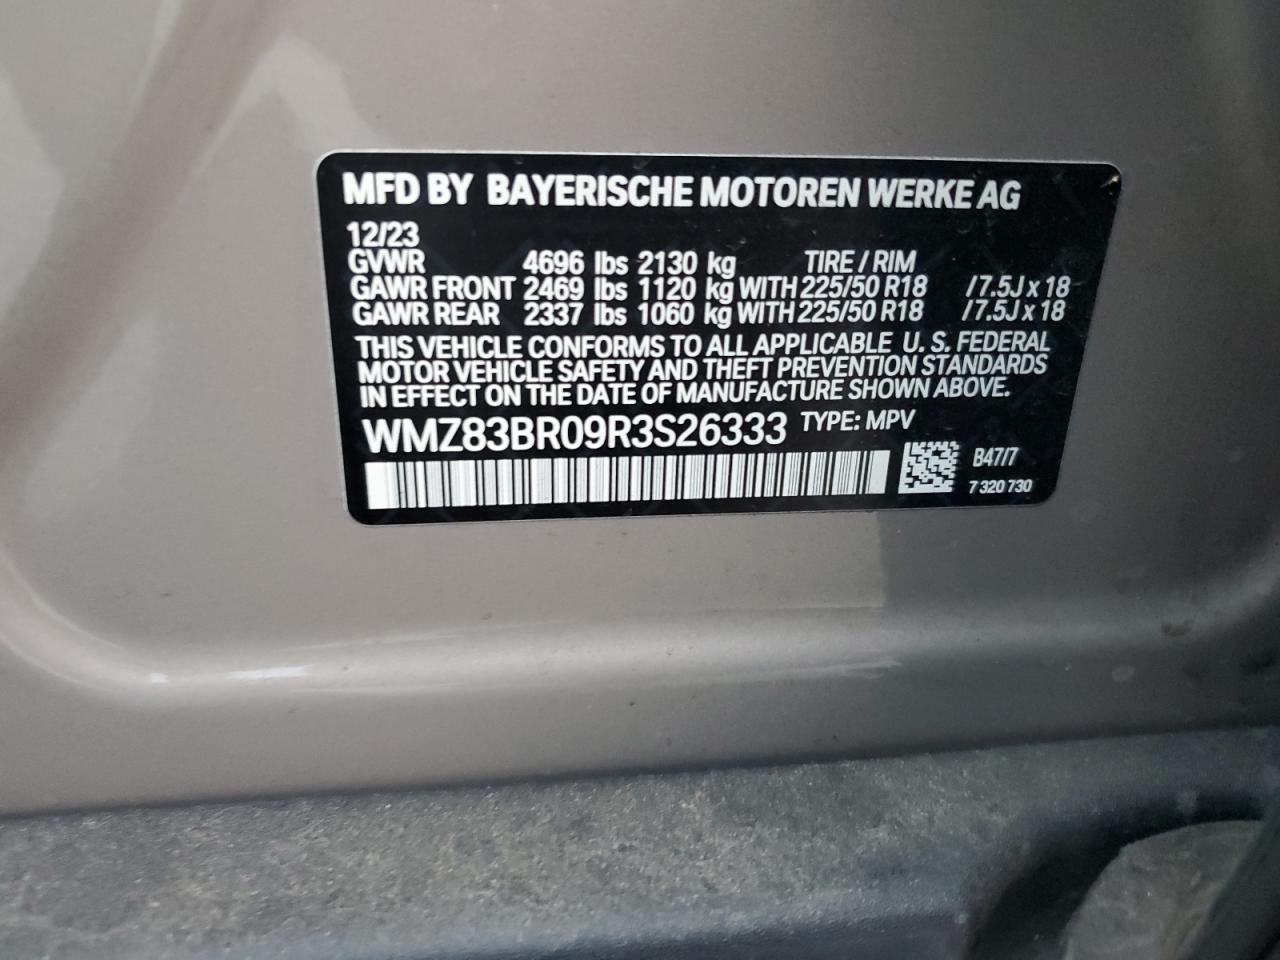 MFD BY BAYERISCHE MOTOREN WERKE AG
12/23
GVWR 4696 lbs 2130 kg TIRE / RIM
GAWR FRONT 2469 lbs 1120 kg WITH 225/50 R18 /7.5J x 18
GAWR REAR 2337 lbs 1060 kg WITH 225/50 R18 /7.5J x 18
THIS VEHICLE CONFORMS TO ALL APPLICABLE U. S. FEDERAL
MOTOR VEHICLE SAFETY AND THEFT PREVENTION STANDARDS
IN EFFECT ON THE DATE OF MANUFACTURE SHOWN ABOVE.
WMZ83BR09R3S26333 TYPE: MPV
B47/7
7 320 730